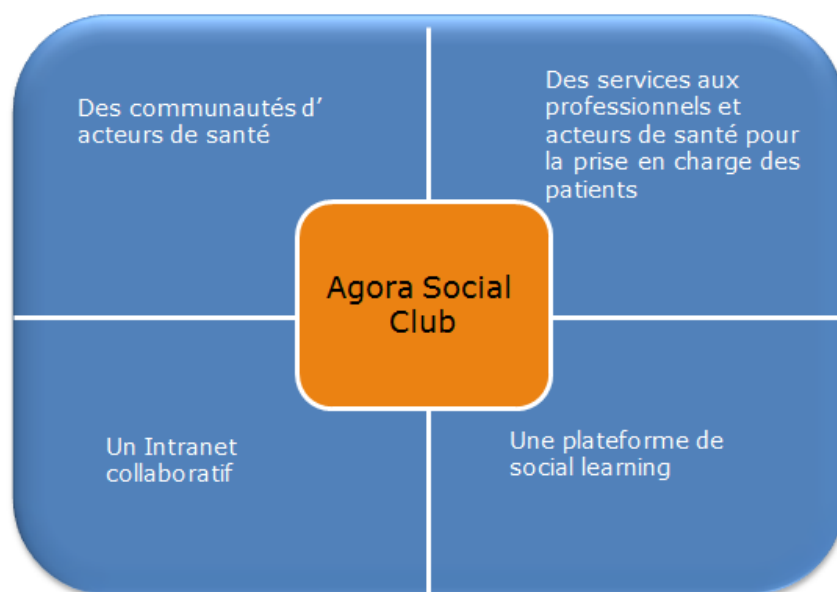 Des communautés d’
acteurs de santé
Des services aux
professionnels et
acteurs de santé pour
la prise en charge des
patients
Agora Social
Club
Un Intranet
collaboratif
Une plateforme de
social learning